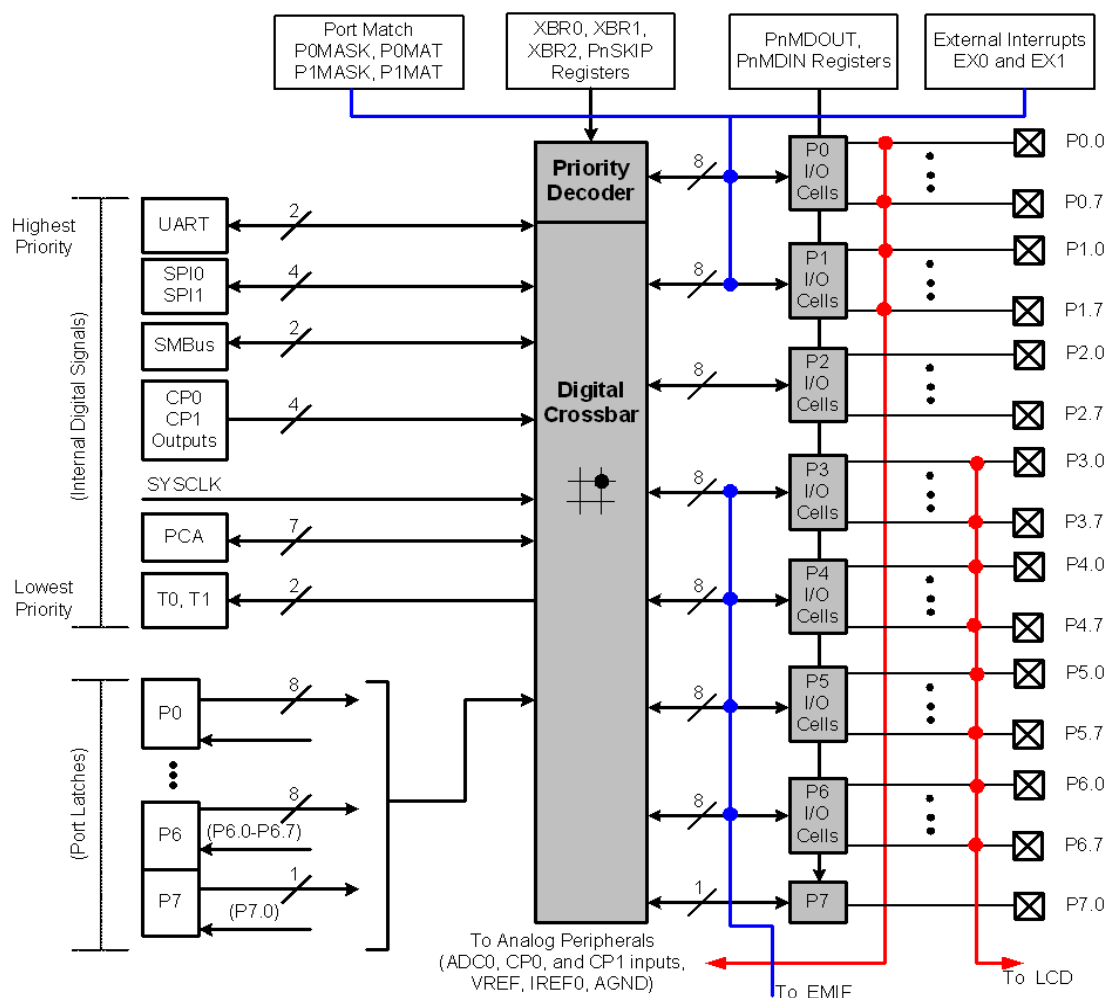 Port Match
P0MASK, P0MAT
P1MASK, P1MAT
XBR0, XBR1,
XBR2, PnSKIP
Registers
PnMDOUT,
PnMDIN Registers
External Interrupts
EX0 and EX1
Priority
Decoder
Digital
Crossbar
Highest
Priority
(Internal Digital Signals)
Lowest
Priority
UART
2
SPI0
SPI1
4
SMBus
2
CP0
CP1
Outputs
4
SYSCLK
PCA
7
T0, T1
2
(Port Latches)
P0
8
P6
8
(P6.0-P6.7)
P7
1
(P7.0)
8
P0
I/O
Cells
P0.0
P0.7
8
P1
I/O
Cells
P1.0
P1.7
8
P2
I/O
Cells
P2.0
P2.7
8
P3
I/O
Cells
P3.0
P3.7
8
P4
I/O
Cells
P4.0
P4.7
8
P5
I/O
Cells
P5.0
P5.7
8
P6
I/O
Cells
P6.0
P6.7
1
P7
P7.0
To Analog Peripherals
(ADC0, CP0, and CP1 inputs,
VREF, IREF0, AGND)
To EMIF
To LCD